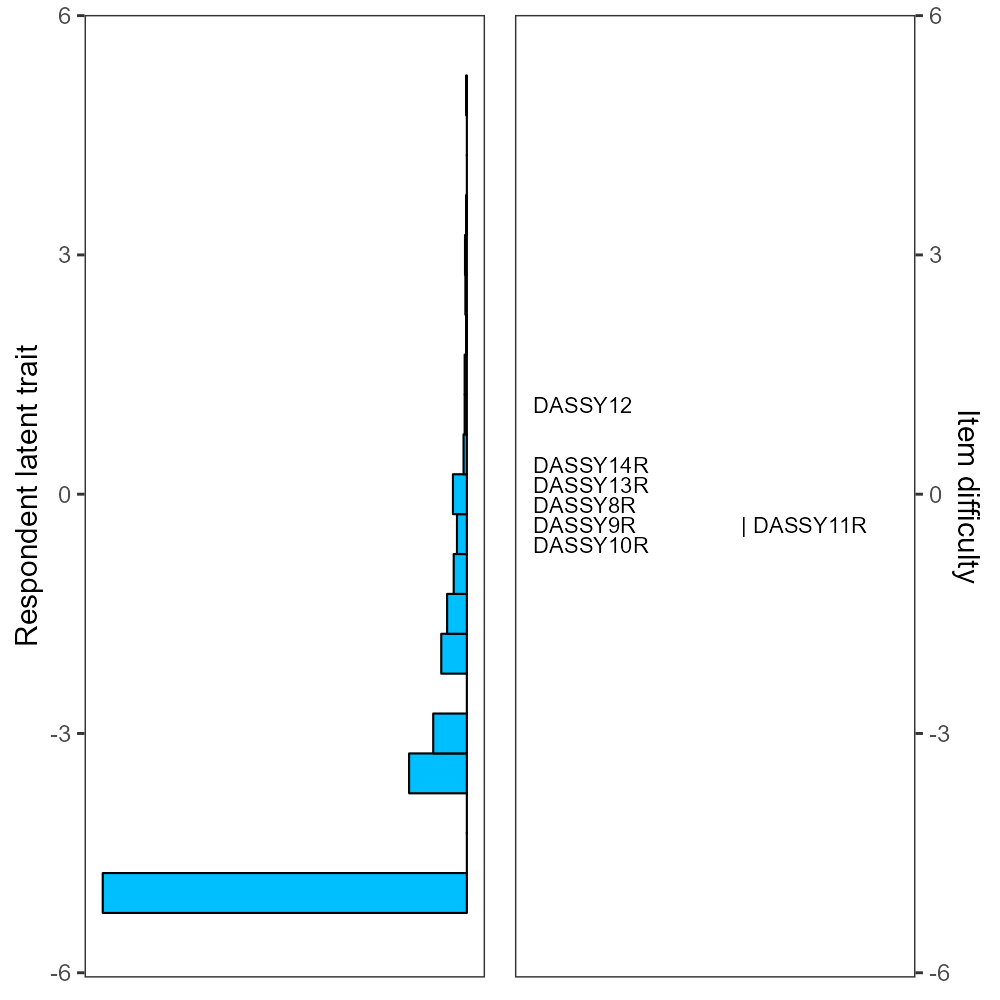 Respondent latent trait
6
3
0
-3
-6
DASSY12
DASSY14R
DASSY13R
DASSY8R
DASSY9R | DASSY11R
DASSY10R
6
3
0
-3
-6
Item difficulty